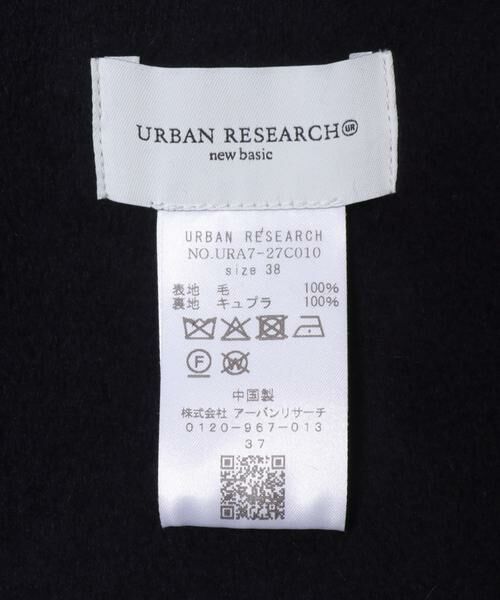 URBAN RESEARCH UR
new basic
URBAN RESEARCH
NO.URA7-27C010
size 38
表地 毛 100%
裏地 キュプラ 100%
F W
中国製
株式会社 アーバンリサーチ
0120-967-013
37